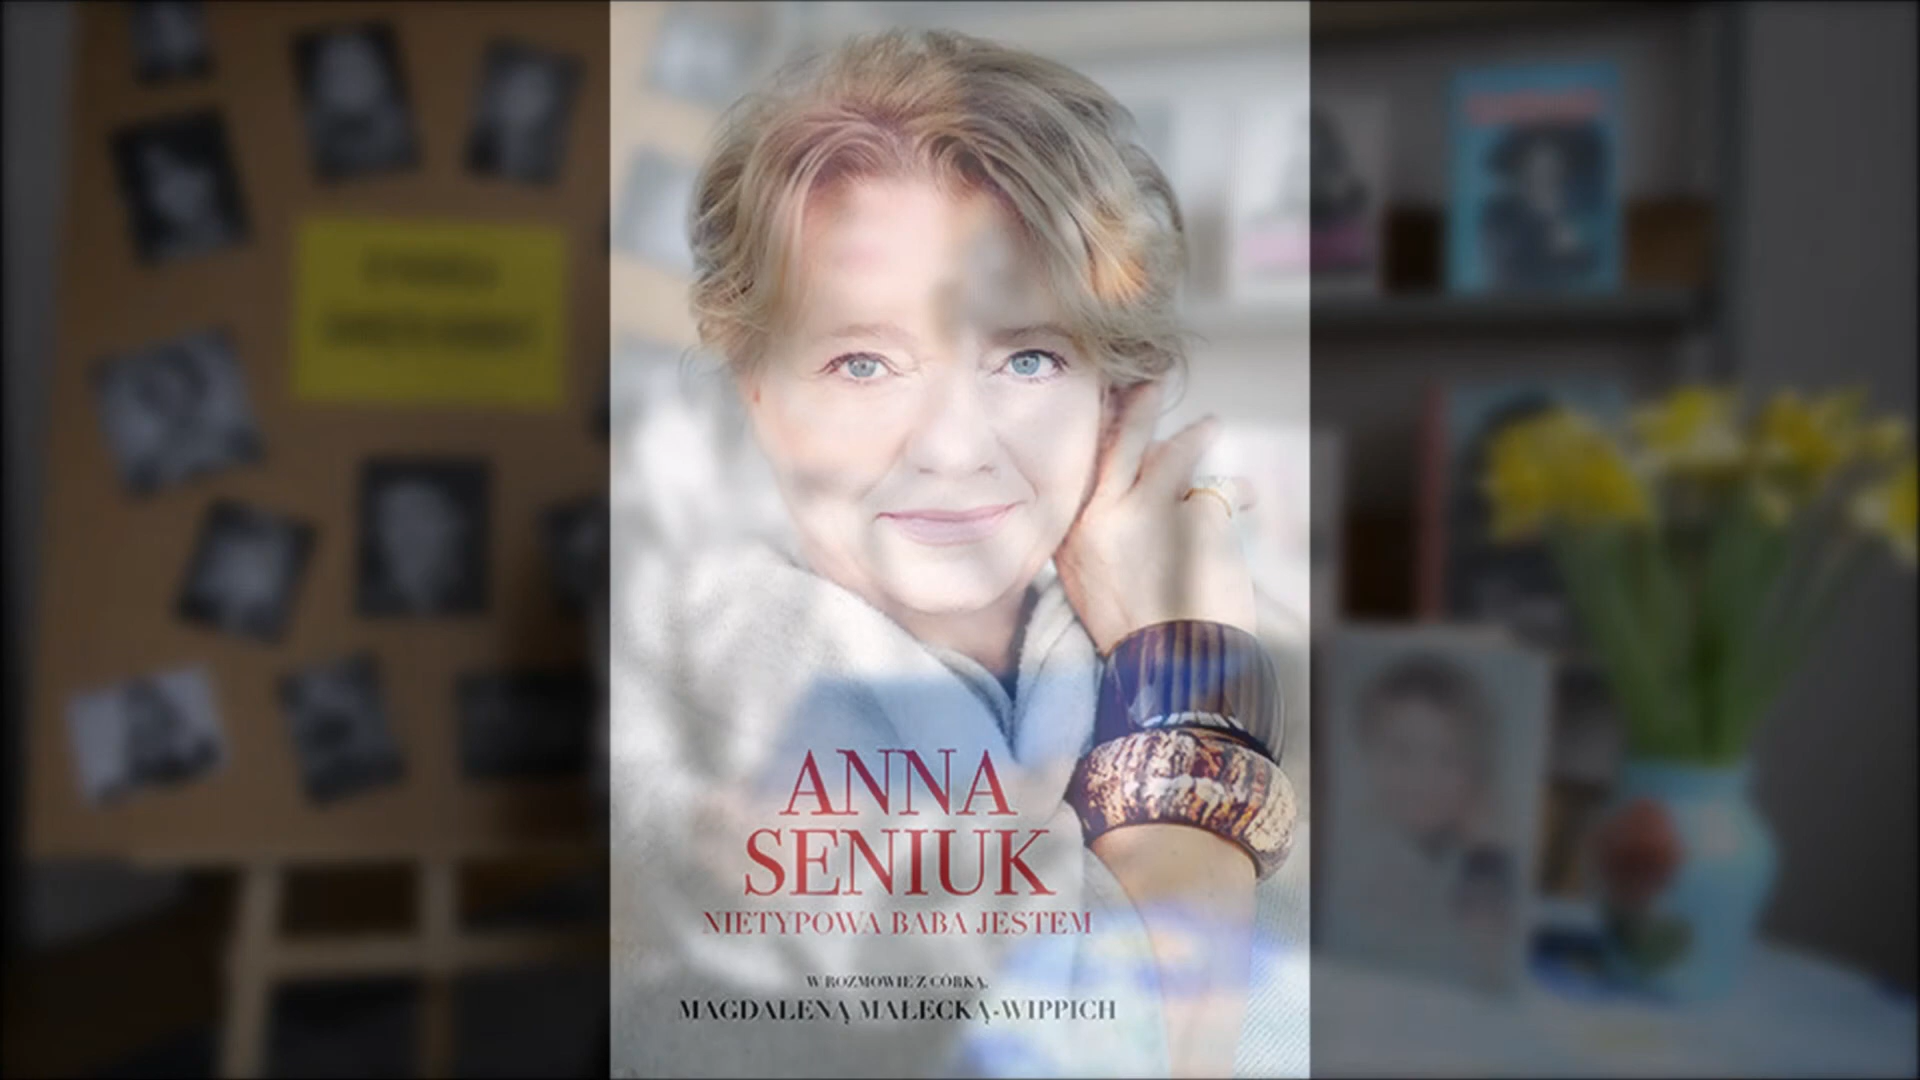 ANNA
SENIUK
NIETYPOWA BABA JESTEM
W ROZMOWIE Z CÓRKĄ,
MAGDALENĄ MAŁECKĄ-WIPPICH